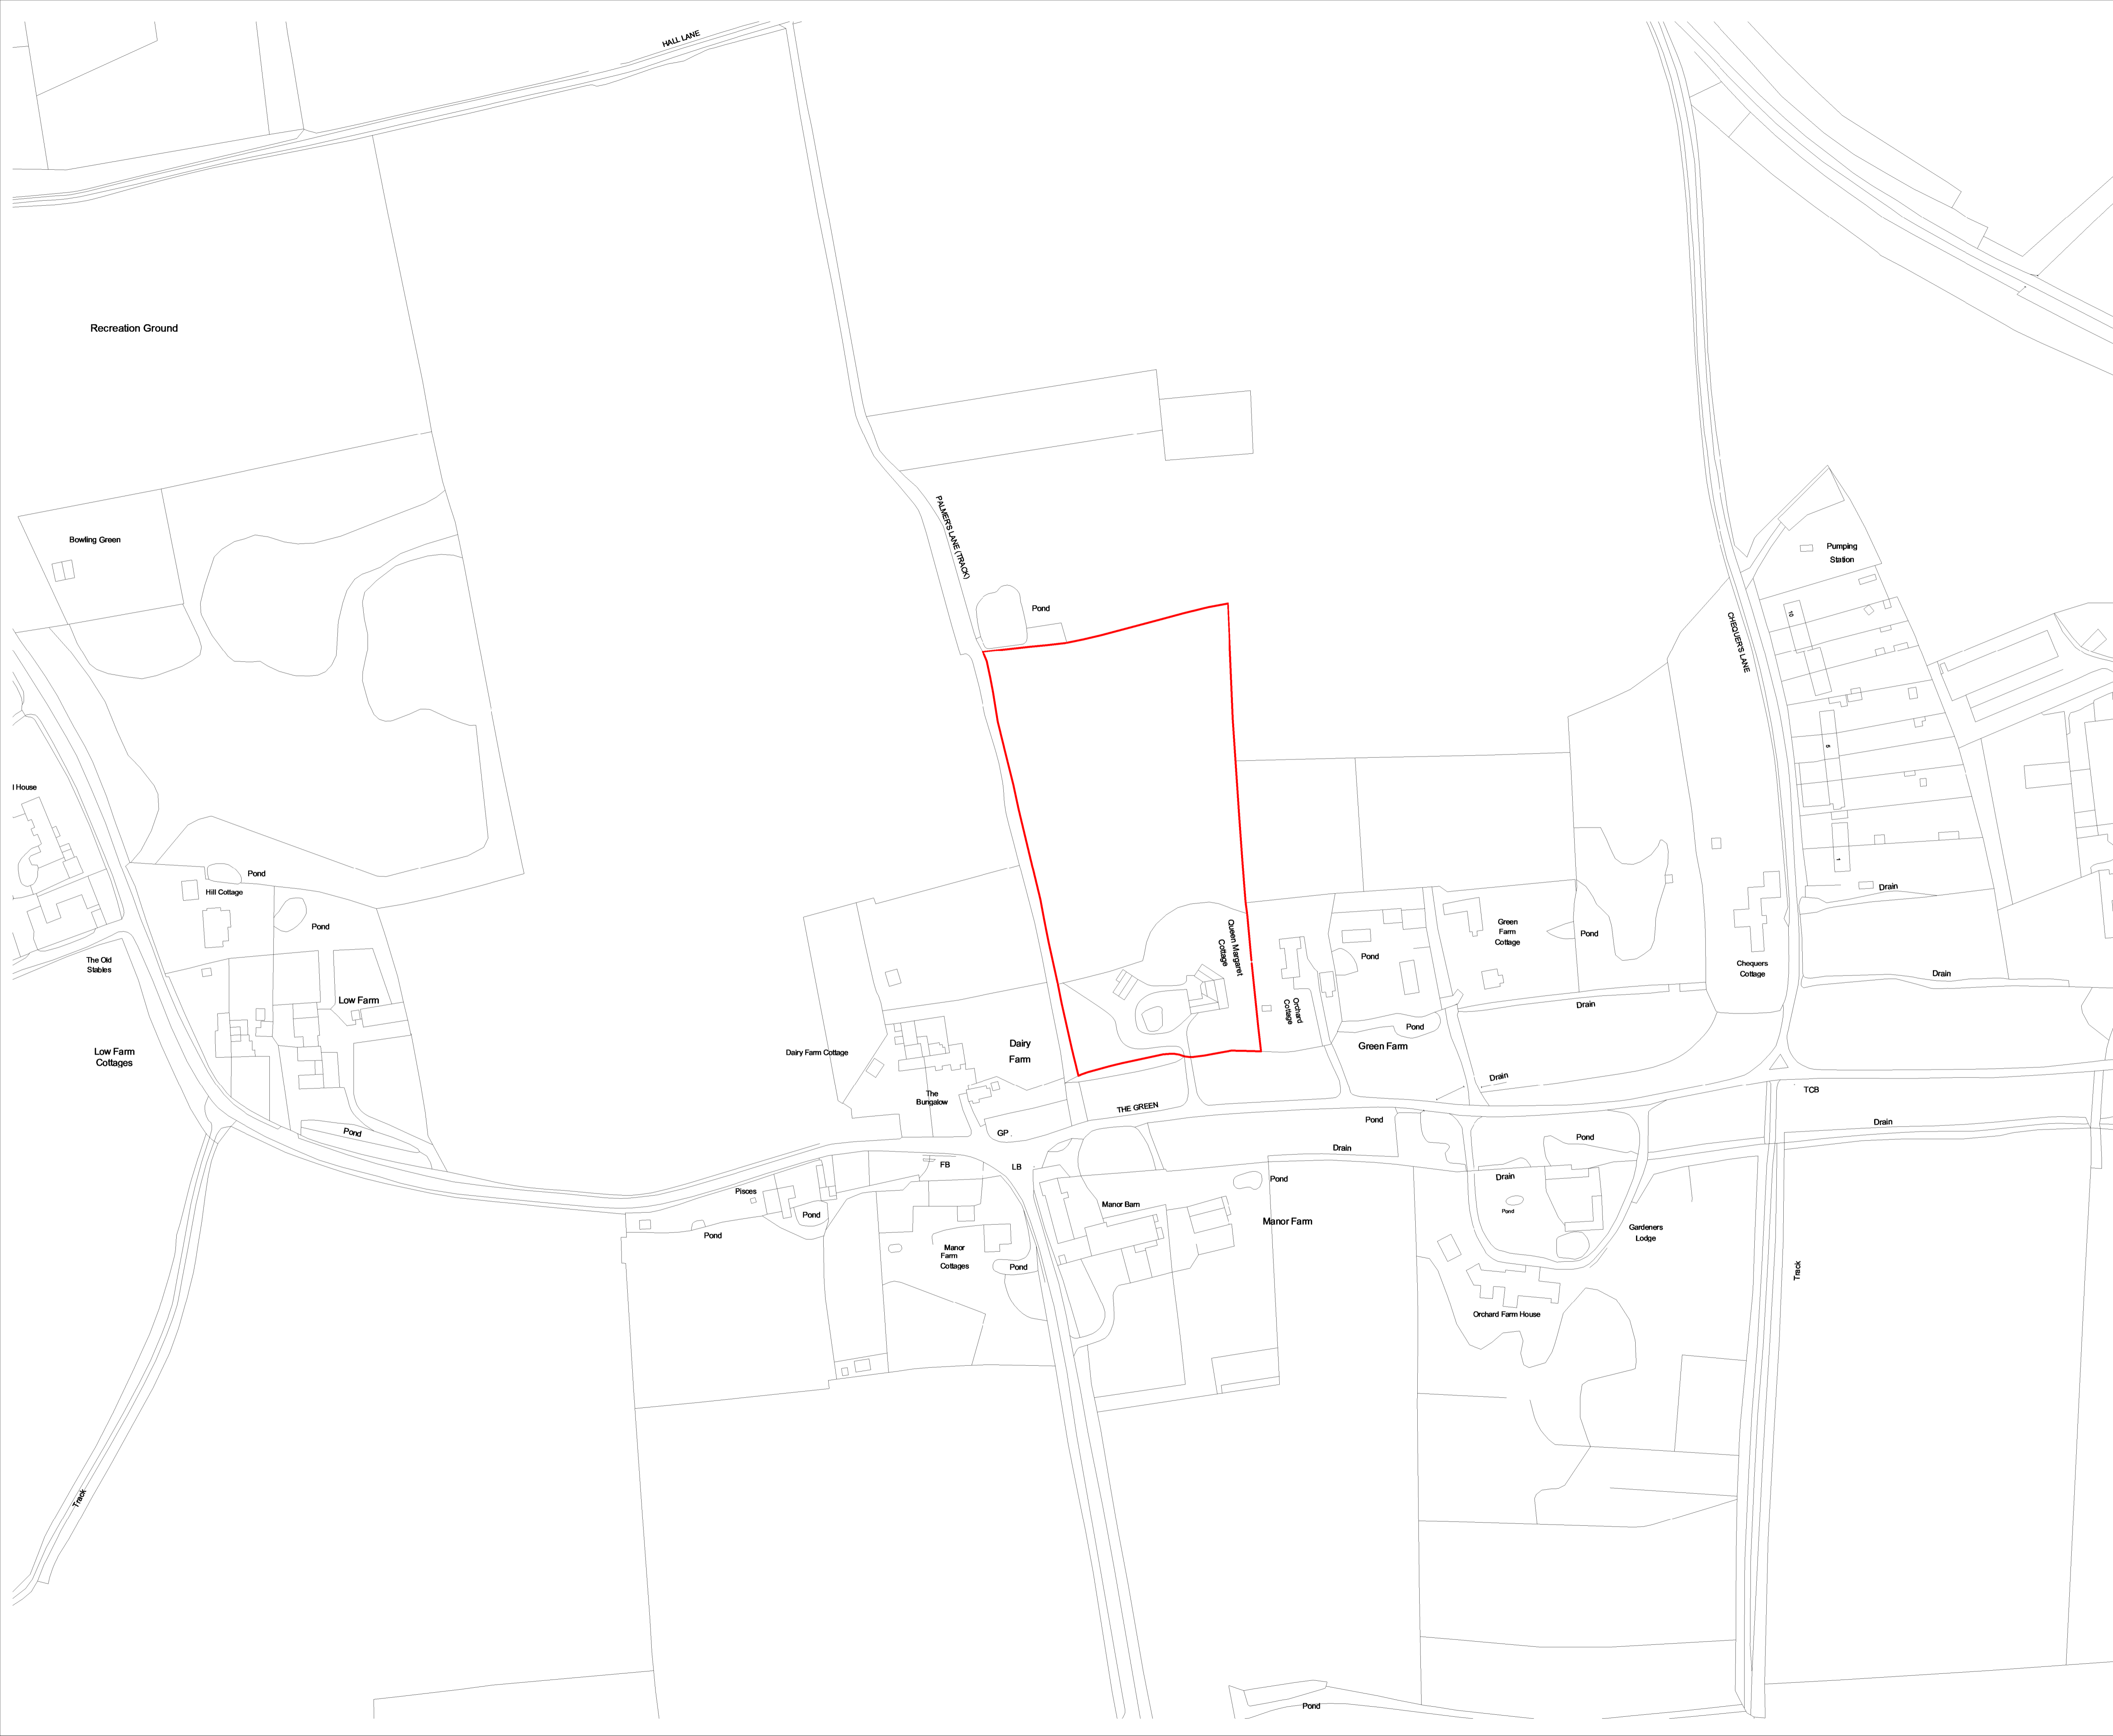 HALL LANE
Recreation Ground
Bowling Green
PALMER'S LANE (TRACK)
Pond
Pumping
Station
10
CHEQUER'S LANE
5
1
l House
Pond
Hill Cottage
Pond
The Old
Stables
Low Farm
Low Farm
Cottages
Pond
Queen Margaret
Cottage
Orchard
Cottage
Pond
Green
Farm
Cottage
Pond
Chequers
Cottage
Drain
Drain
Drain
Pond
Green Farm
Drain
Dairy
Farm
Dairy Farm Cottage
The
Bungalow
THE GREEN
GP
TCB
Pond
Drain
Pond
Drain
FB
LB
Drain
Pisces
Pond
Pond
Manor Barn
Pond
Manor Farm
Pond
Gardeners
Lodge
Manor
Farm
Cottages
Pond
Track
Orchard Farm House
Track
Pond